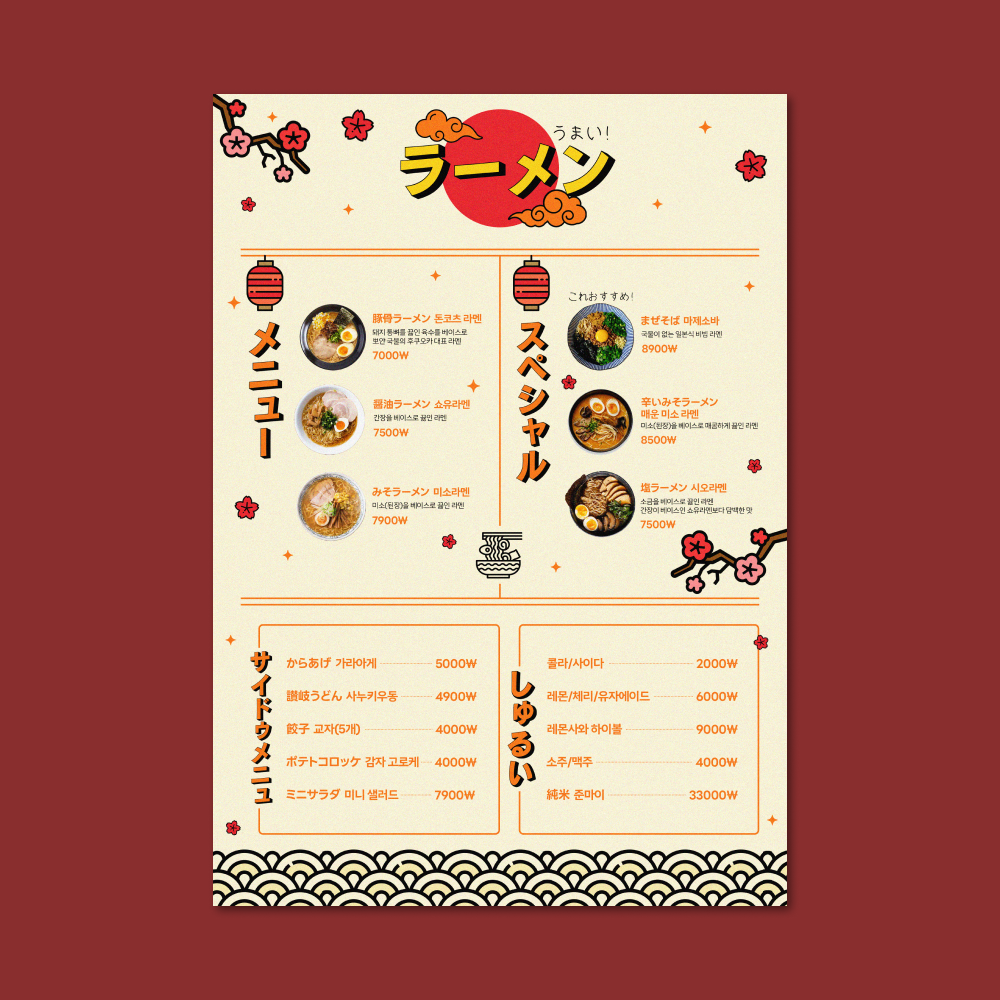 うまい!
ラーメン
メニュー
豚骨ラーメン 돈코츠 라멘
돼지 통뼈를 끓인 육수를 베이스로
뽀얀 국물의 후쿠오카 대표 라멘
7000₩
醤油ラーメン 쇼유라멘
간장을 베이스로 끓인 라멘
7500₩
みそラーメン 미소라멘
미소(된장)을 베이스로 끓인 라멘
7900₩
スペシャル
これおすすめ!
まぜそば 마제소바
국물이 없는 일본식 비빔 라멘
8900₩
辛いみそラーメン
매운 미소 라멘
미소(된장)을 베이스로 매콤하게 끓인 라멘
8500₩
塩ラーメン 시오라멘
소금을 베이스로 끓인 라멘
간장이 베이스인 쇼유라멘보다 담백한 맛
7500₩
サイドゥメニュ
からあげ 가라아게 5000₩
讃岐うどん 사누키우동 4900₩
餃子 교자(5개) 4000₩
ポテトコロッケ 감자 고로케 4000₩
ミニサラダ 미니 샐러드 7900₩
しゅるい
콜라/사이다 2000₩
레몬/체리/유자에이드 6000₩
레몬사와 하이볼 9000₩
소주/맥주 4000₩
純米 준마이 33000₩